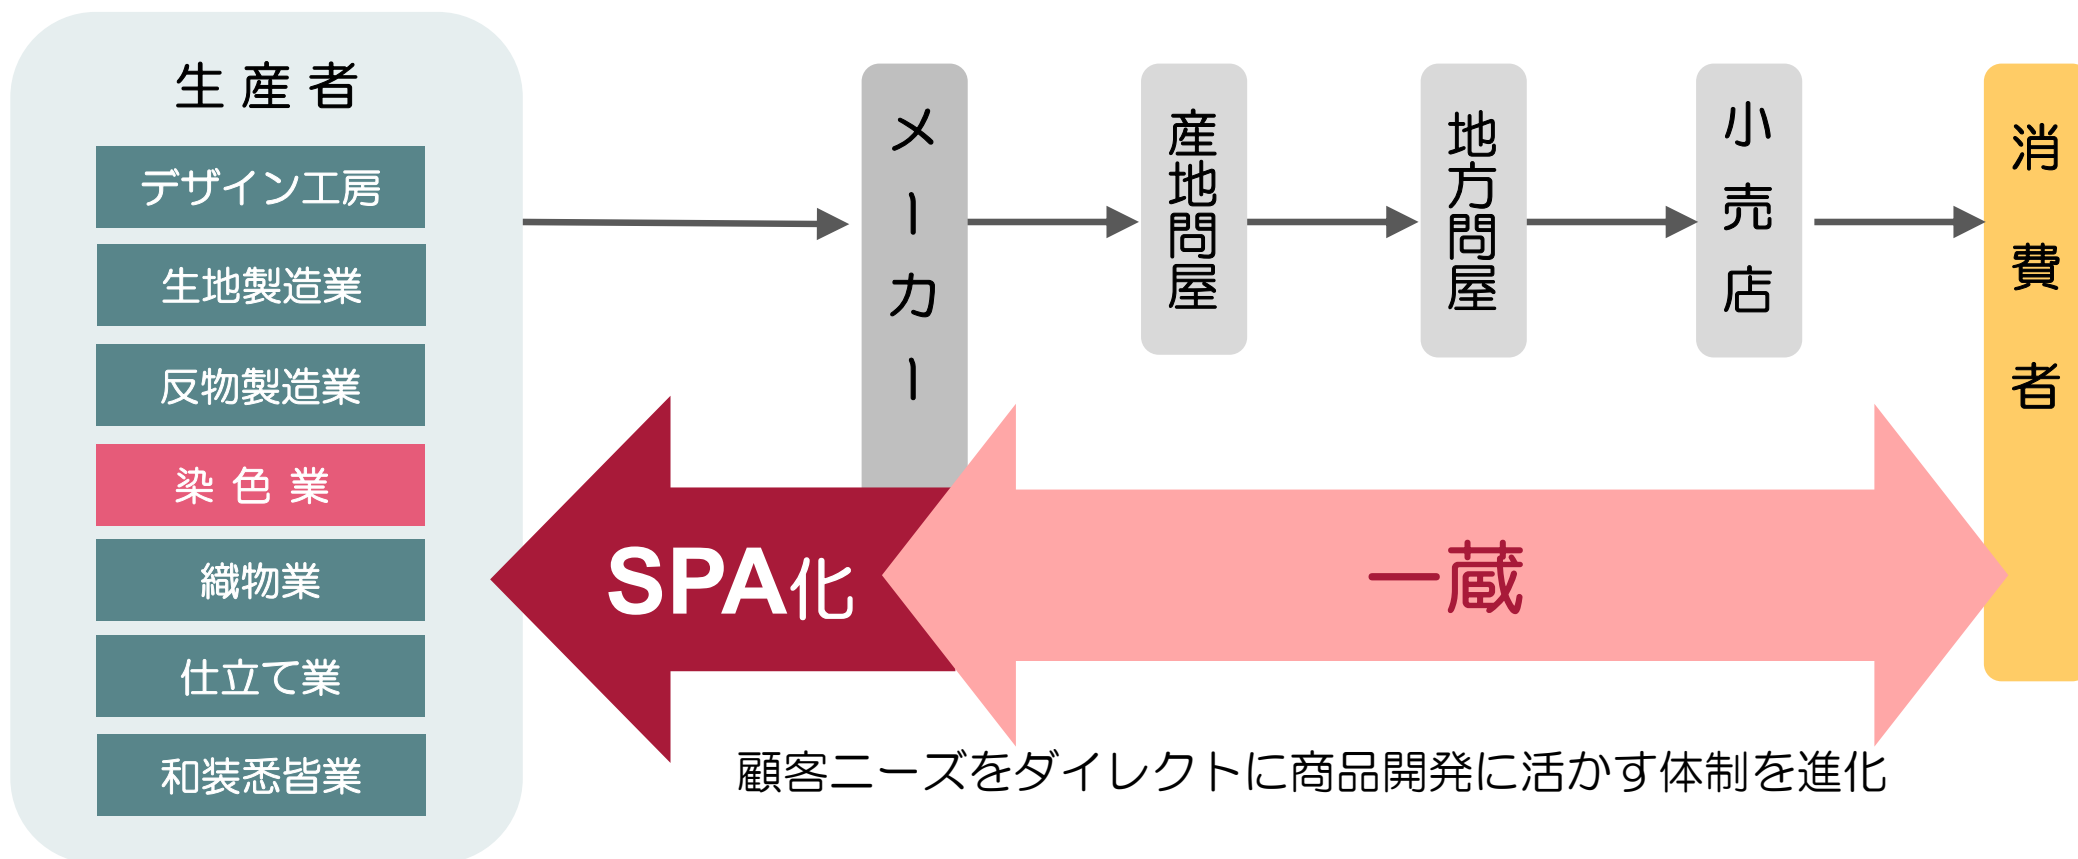 生産者
デザイン工房
生地製造業
反物製造業
染色業
織物業
仕立て業
和装悉皆業
メーカー
産地問屋
地方問屋
小売店
消費者
SPA化
一蔵
顧客ニーズをダイレクトに商品開発に活かす体制を進化